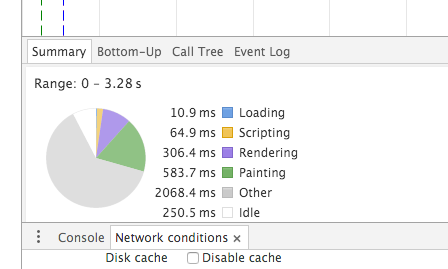 Summary Bottom-Up Call Tree Event Log
Range: 0 – 3.28 s
10.9 ms Loading
64.9 ms Scripting
306.4 ms Rendering
583.7 ms Painting
2068.4 ms Other
250.5 ms Idle
Console Network conditions ×
Disk cache Disable cache